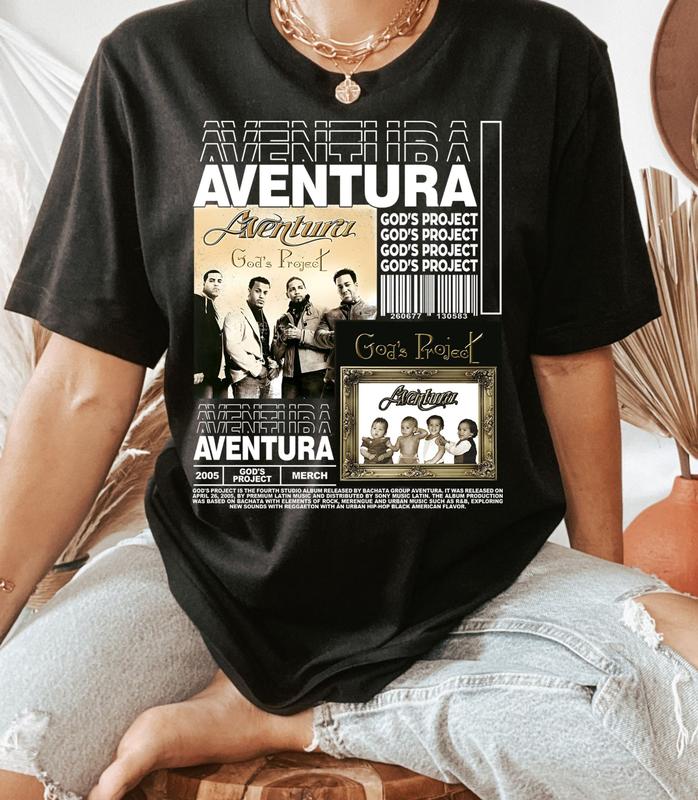 AVENTURA
AVENTURA
AVENTURA
Aventura
God's Project
GOD'S PROJECT
GOD'S PROJECT
GOD'S PROJECT
GOD'S PROJECT
260677 130583
God's Project
Aventura
AVENTURA
AVENTURA
AVENTURA
2005
GOD'S
PROJECT
MERCH
GOD'S PROJECT IS THE FOURTH STUDIO ALBUM RELEASED BY BACHATA GROUP AVENTURA. IT WAS RELEASED ON
APRIL 26, 2005, BY PREMIUM LATIN MUSIC AND DISTRIBUTED BY SONY MUSIC LATIN. THE ALBUM PRODUCTION
WAS BASED ON BACHATA WITH ELEMENTS OF ROCK, MERENGUE AND URBAN MUSIC SUCH AS R&B, EXPLORING
NEW SOUNDS WITH REGGAETON WITH AN URBAN HIP-HOP BLACK AMERICAN FLAVOR.